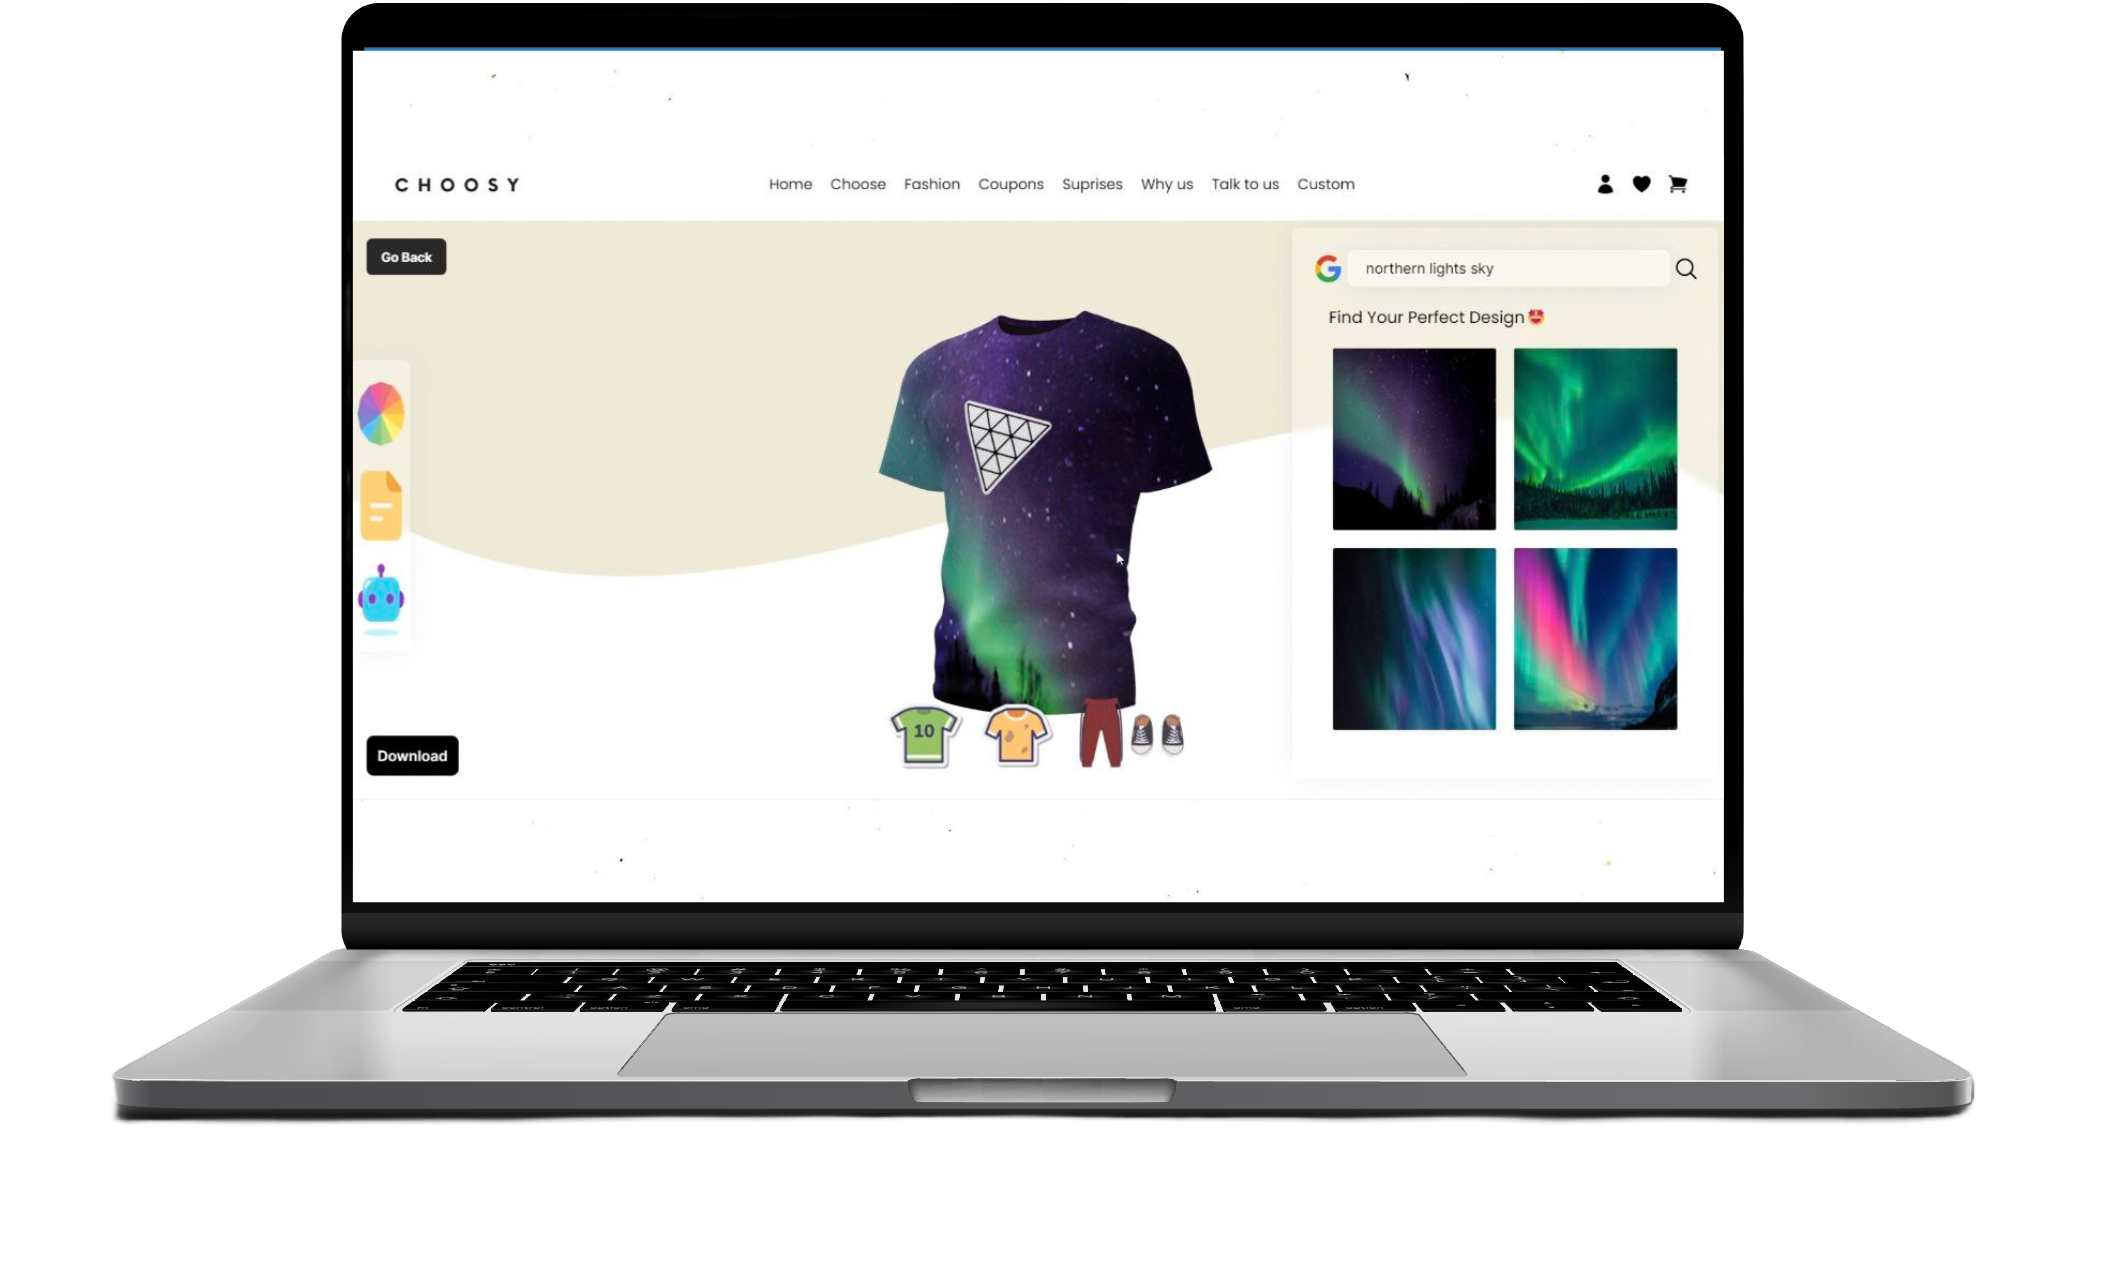 CHOOSY
Home Choose Fashion Coupons Suprises Why us Talk to us Custom
Go Back
northern lights sky
Find Your Perfect Design
10
Download